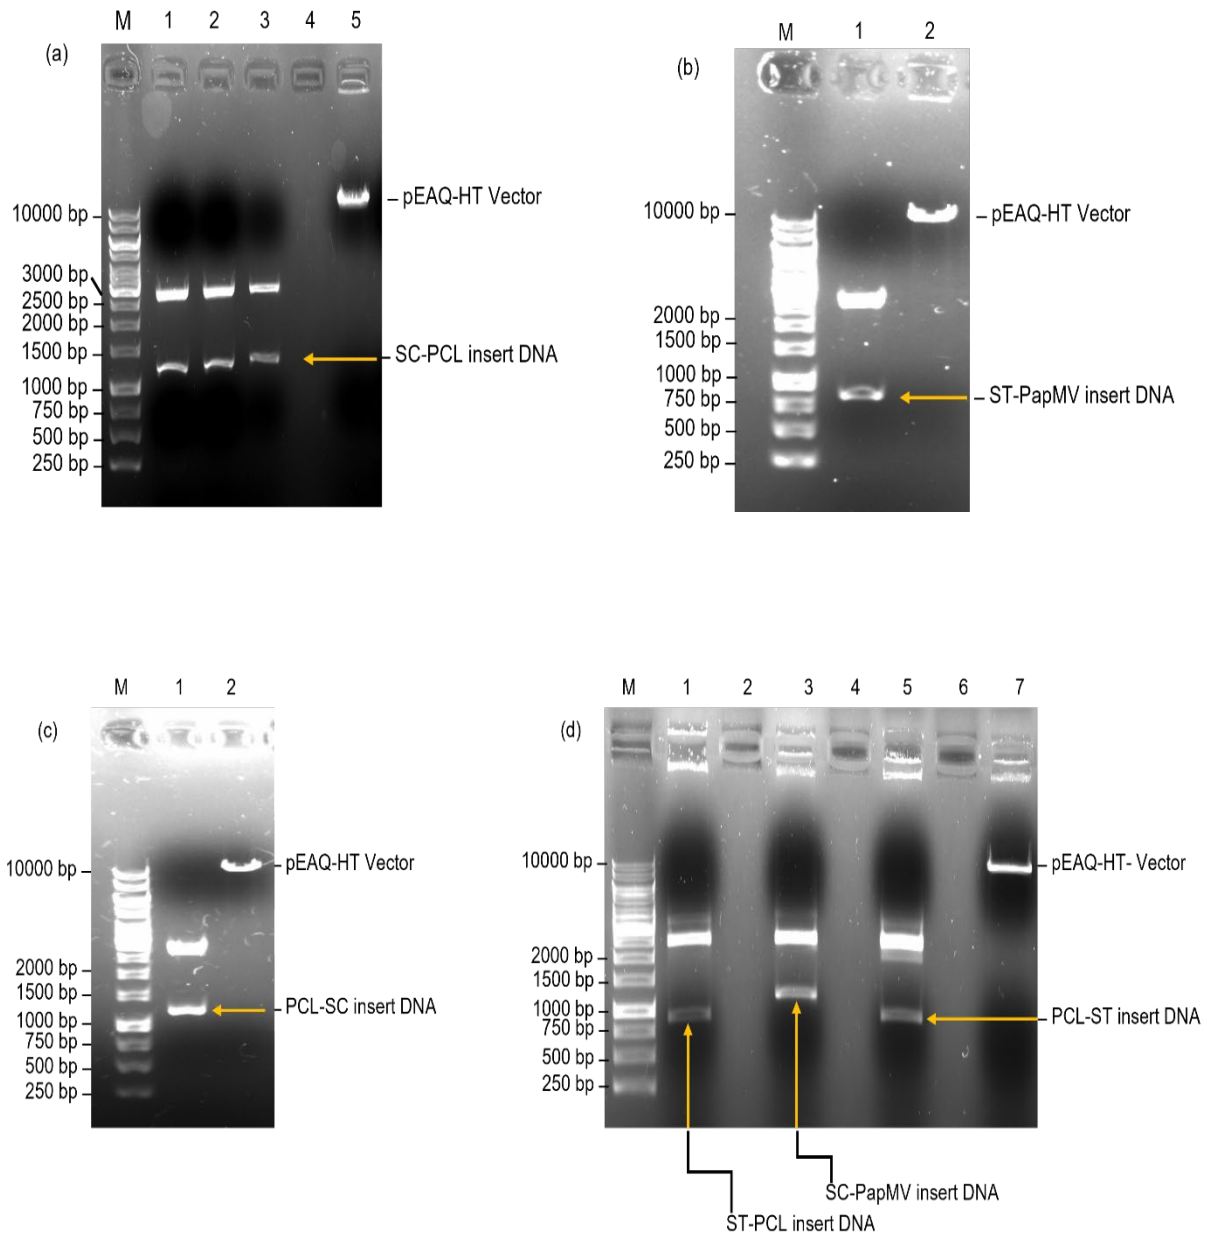 M 1 2 3 4 5
(a)
10000 bp
3000 bp
2500 bp
2000 bp
1500 bp
1000 bp
750 bp
500 bp
250 bp
pEAQ-HT Vector
SC-PCL insert DNA
M 1 2
(b)
10000 bp
2000 bp
1500 bp
1000 bp
750 bp
500 bp
250 bp
pEAQ-HT Vector
ST-PapMV insert DNA
M 1 2
(c)
10000 bp
2000 bp
1500 bp
1000 bp
750 bp
500 bp
250 bp
pEAQ-HT Vector
PCL-SC insert DNA
M 1 2 3 4 5 6 7
(d)
10000 bp
2000 bp
1500 bp
1000 bp
750 bp
500 bp
250 bp
pEAQ-HT- Vector
PCL-ST insert DNA
SC-PapMV insert DNA
ST-PCL insert DNA